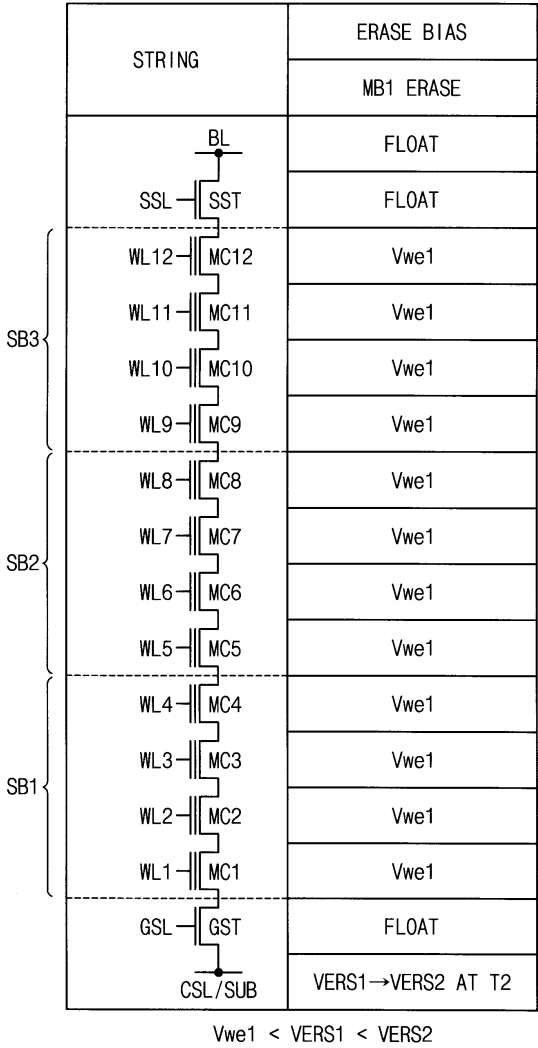 STRING ERASE BIAS
MB1 ERASE
BL FLOAT
SSL SST FLOAT
WL12 MC12 Vwe1
WL11 MC11 Vwe1
SB3 WL10 MC10 Vwe1
WL9 MC9 Vwe1
WL8 MC8 Vwe1
WL7 MC7 Vwe1
SB2 WL6 MC6 Vwe1
WL5 MC5 Vwe1
WL4 MC4 Vwe1
WL3 MC3 Vwe1
SB1 WL2 MC2 Vwe1
WL1 MC1 Vwe1
GSL GST FLOAT
CSL/SUB VERS1→VERS2 AT T2
Vwe1 < VERS1 < VERS2